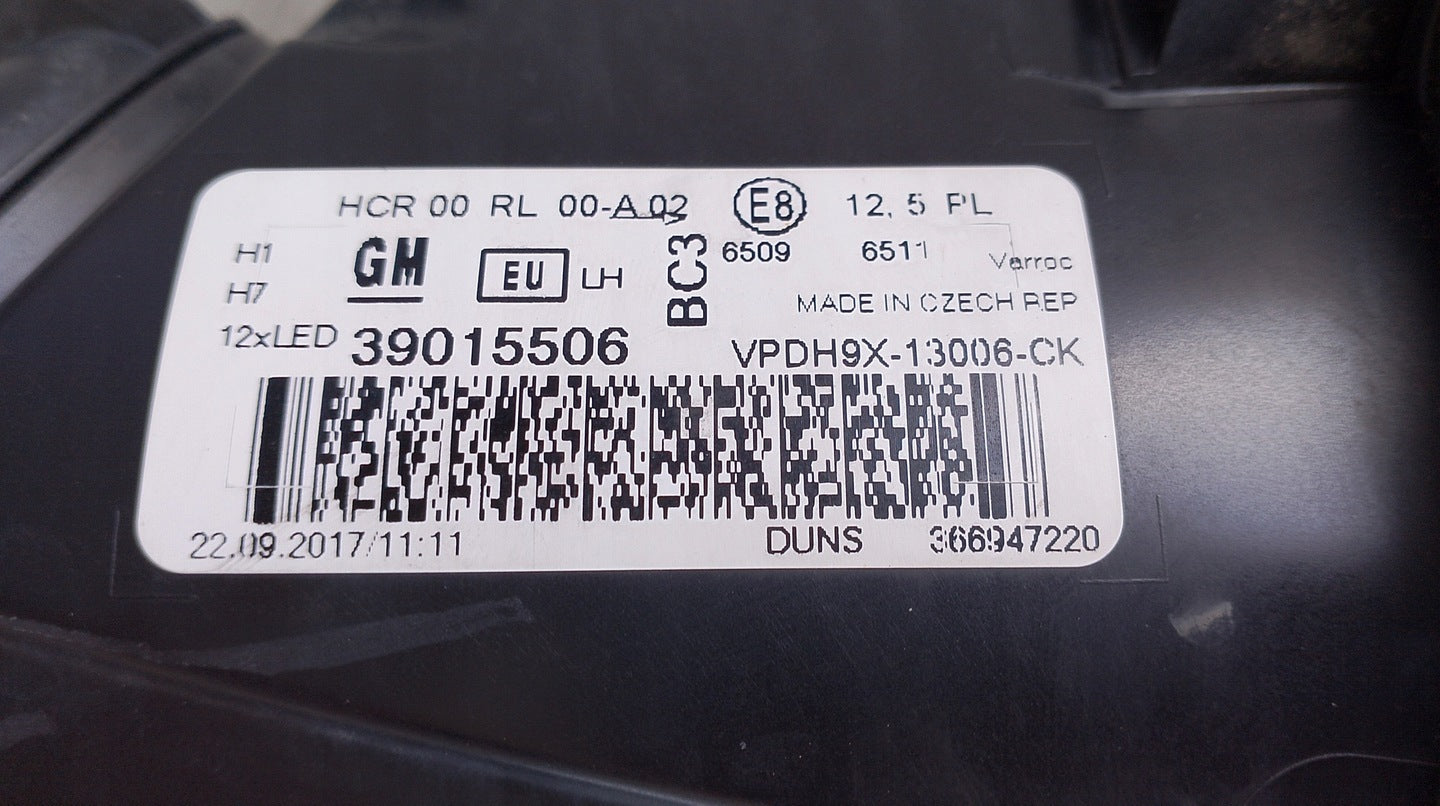 HCR 00 RL 00-A 02 E8 12, 5 PL
H1 GM EU LH BC3 6509 6511 Varroc
H7 MADE IN CZECH REP
12xLED 39015506 VPDH9X-13006-CK
22.09.2017/11:11 DUNS 366947220